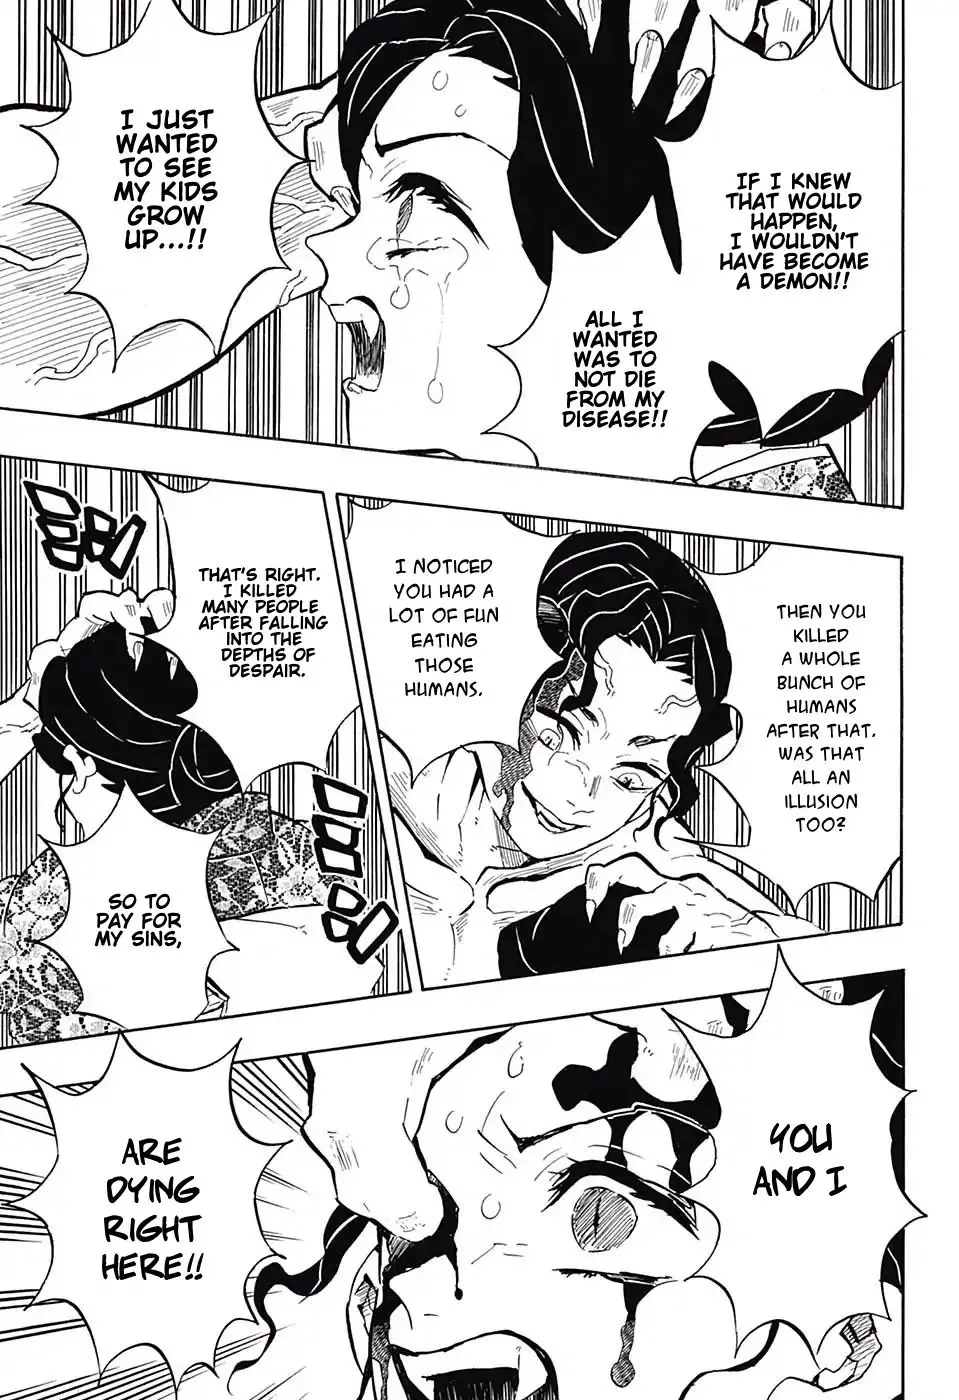 IF I KNEW
THAT WOULD
HAPPEN,
I WOULDN'T
HAVE BECOME
A DEMON!!
ALL I
WANTED
WAS TO
NOT DIE
FROM MY
DISEASE!!
I JUST
WANTED
TO SEE
MY KIDS
GROW
UP...!!
THEN YOU
KILLED
A WHOLE
BUNCH OF
HUMANS
AFTER THAT.
WAS THAT
ALL AN
ILLUSION
TOO?
I NOTICED
YOU HAD A
LOT OF FUN
EATING
THOSE
HUMANS.
THAT'S RIGHT.
I KILLED
MANY PEOPLE
AFTER FALLING
INTO THE
DEPTHS OF
DESPAIR.
SO TO
PAY FOR
MY SINS,
YOU
AND I
ARE
DYING
RIGHT
HERE!!